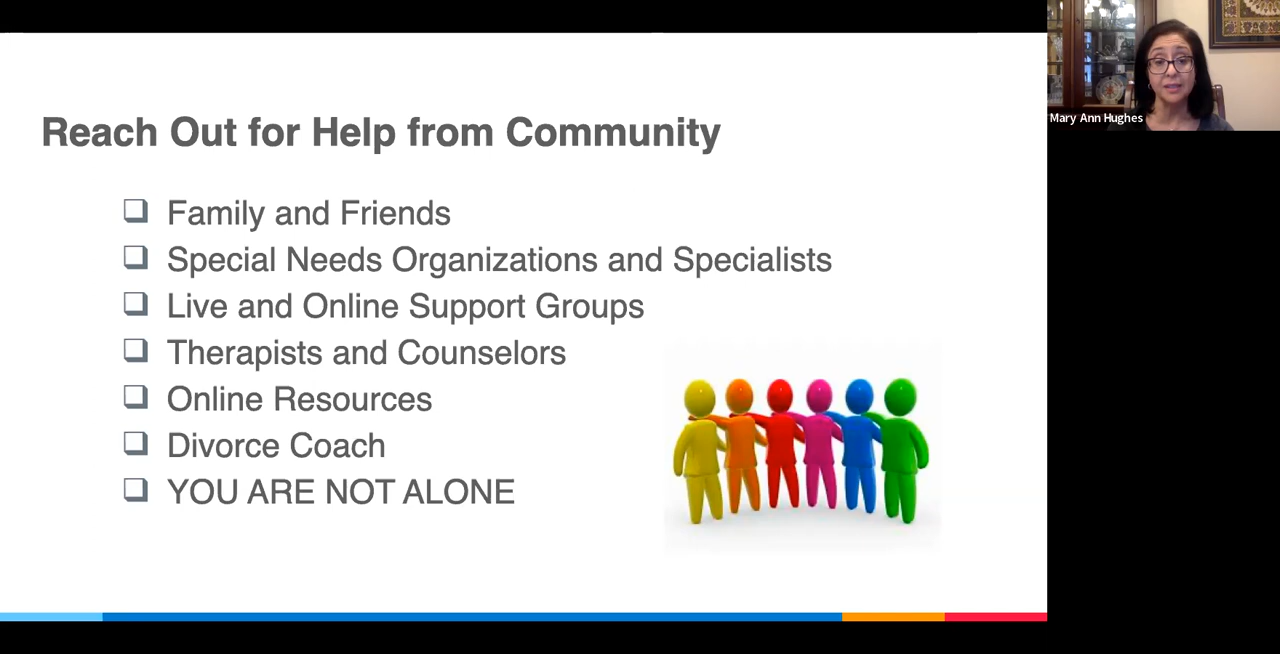 Reach Out for Help from Community
Family and Friends
Special Needs Organizations and Specialists
Live and Online Support Groups
Therapists and Counselors
Online Resources
Divorce Coach
YOU ARE NOT ALONE
Mary Ann Hughes